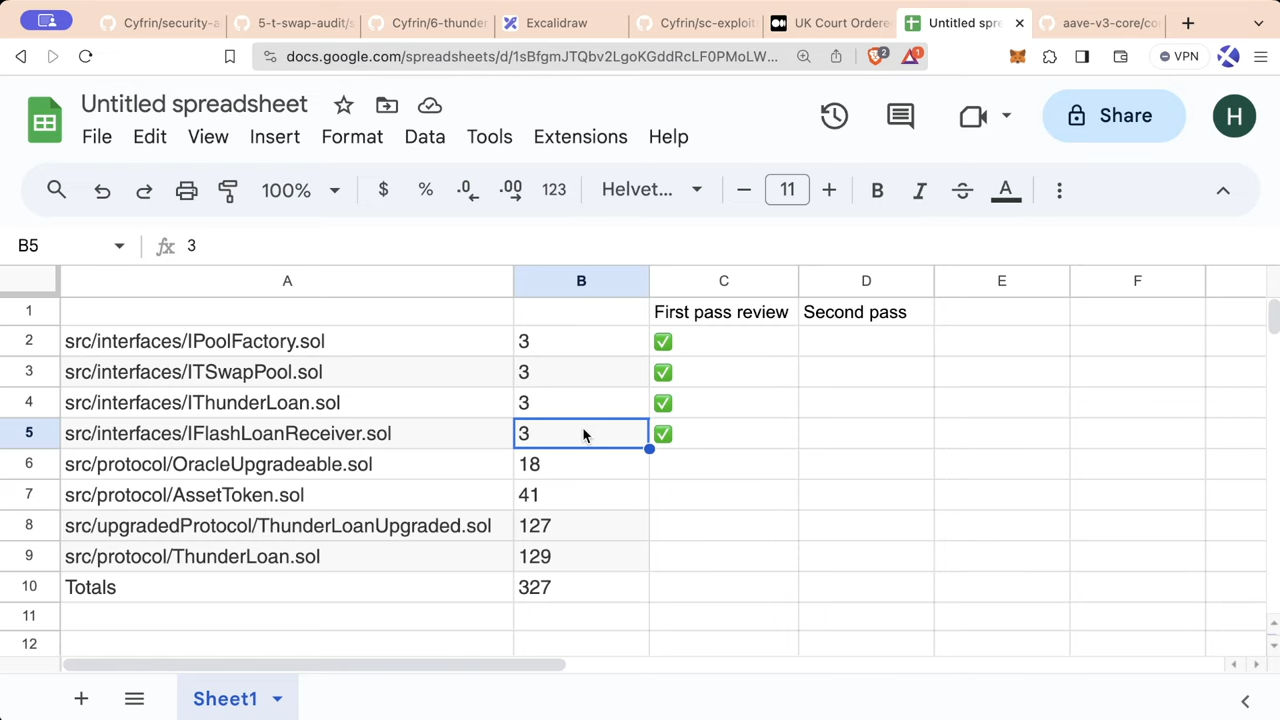 Cyfrin/security-a
5-t-swap-audit/s
Cyfrin/6-thunder
Excalidraw
Cyfrin/sc-exploit
UK Court Ordere
Untitled spre
aave-v3-core/co
docs.google.com/spreadsheets/d/1sBfgmJTQbv2LgoKGddRcLF0PMoLW...
2
1
VPN
Untitled spreadsheet
File Edit View Insert Format Data Tools Extensions Help
Share
H
100%
$ % .0 .00 123
Helvet...
11
B I S A
B5
fx 3
A B C D E F
1 First pass review Second pass
2 src/interfaces/IPoolFactory.sol 3 ✅
3 src/interfaces/ITSwapPool.sol 3 ✅
4 src/interfaces/IThunderLoan.sol 3 ✅
5 src/interfaces/IFlashLoanReceiver.sol 3 ✅
6 src/protocol/OracleUpgradeable.sol 18
7 src/protocol/AssetToken.sol 41
8 src/upgradedProtocol/ThunderLoanUpgraded.sol 127
9 src/protocol/ThunderLoan.sol 129
10 Totals 327
11
12
Sheet1